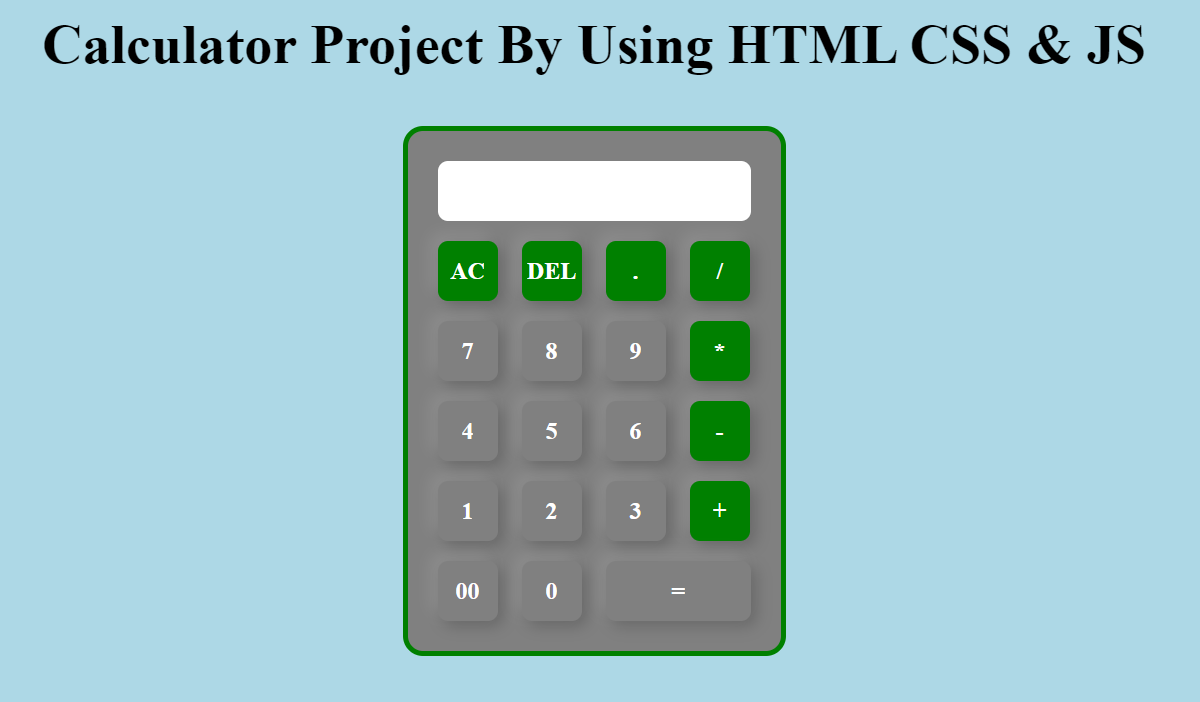 Calculator Project By Using HTML CSS & JS
AC DEL . /
7 8 9 *
4 5 6 -
1 2 3 +
00 0 =